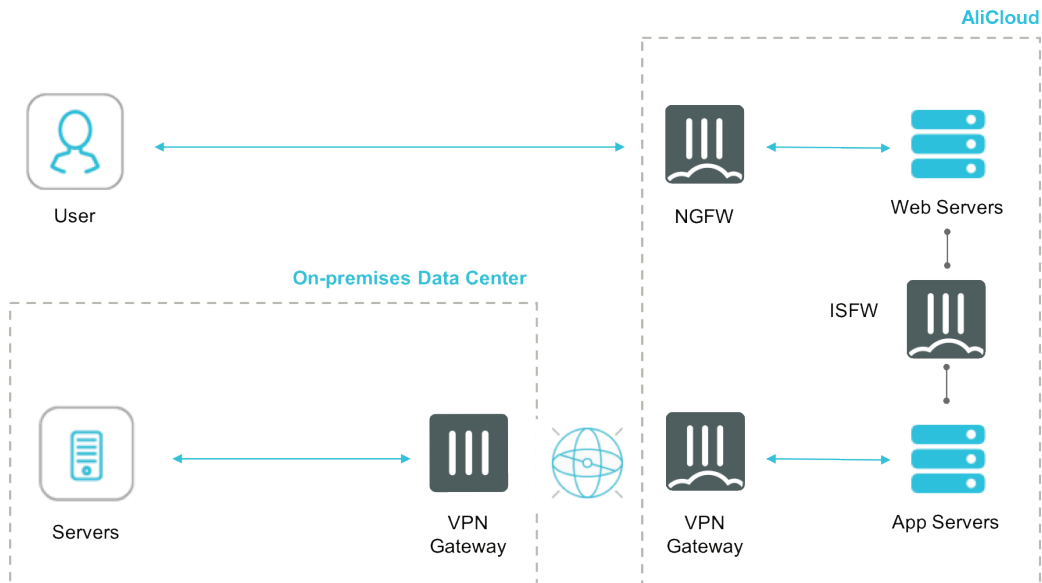 AliCloud
User
NGFW
Web Servers
On-premises Data Center
ISFW
Servers
VPN
Gateway
VPN
Gateway
App Servers